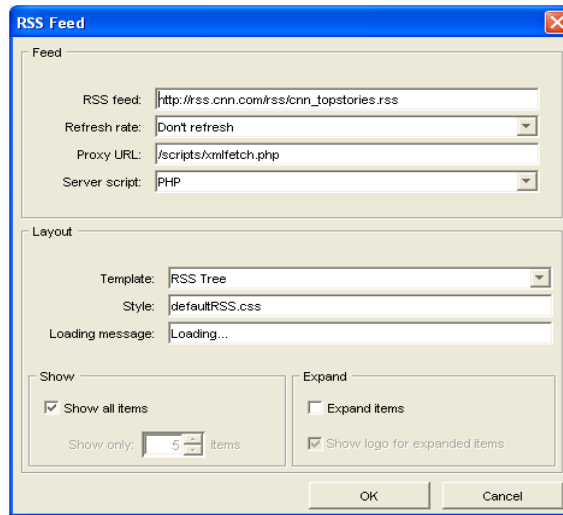 RSS Feed
Feed
RSS feed: http://rss.cnn.com/rss/cnn_topstories.rss
Refresh rate: Don't refresh
Proxy URL: /scripts/xmlfetch.php
Server script: PHP
Layout
Template: RSS Tree
Style: defaultRSS.css
Loading message: Loading...
Show
Expand
Show all items
Expand items
Show only: 5 items
Show logo for expanded items
OK
Cancel